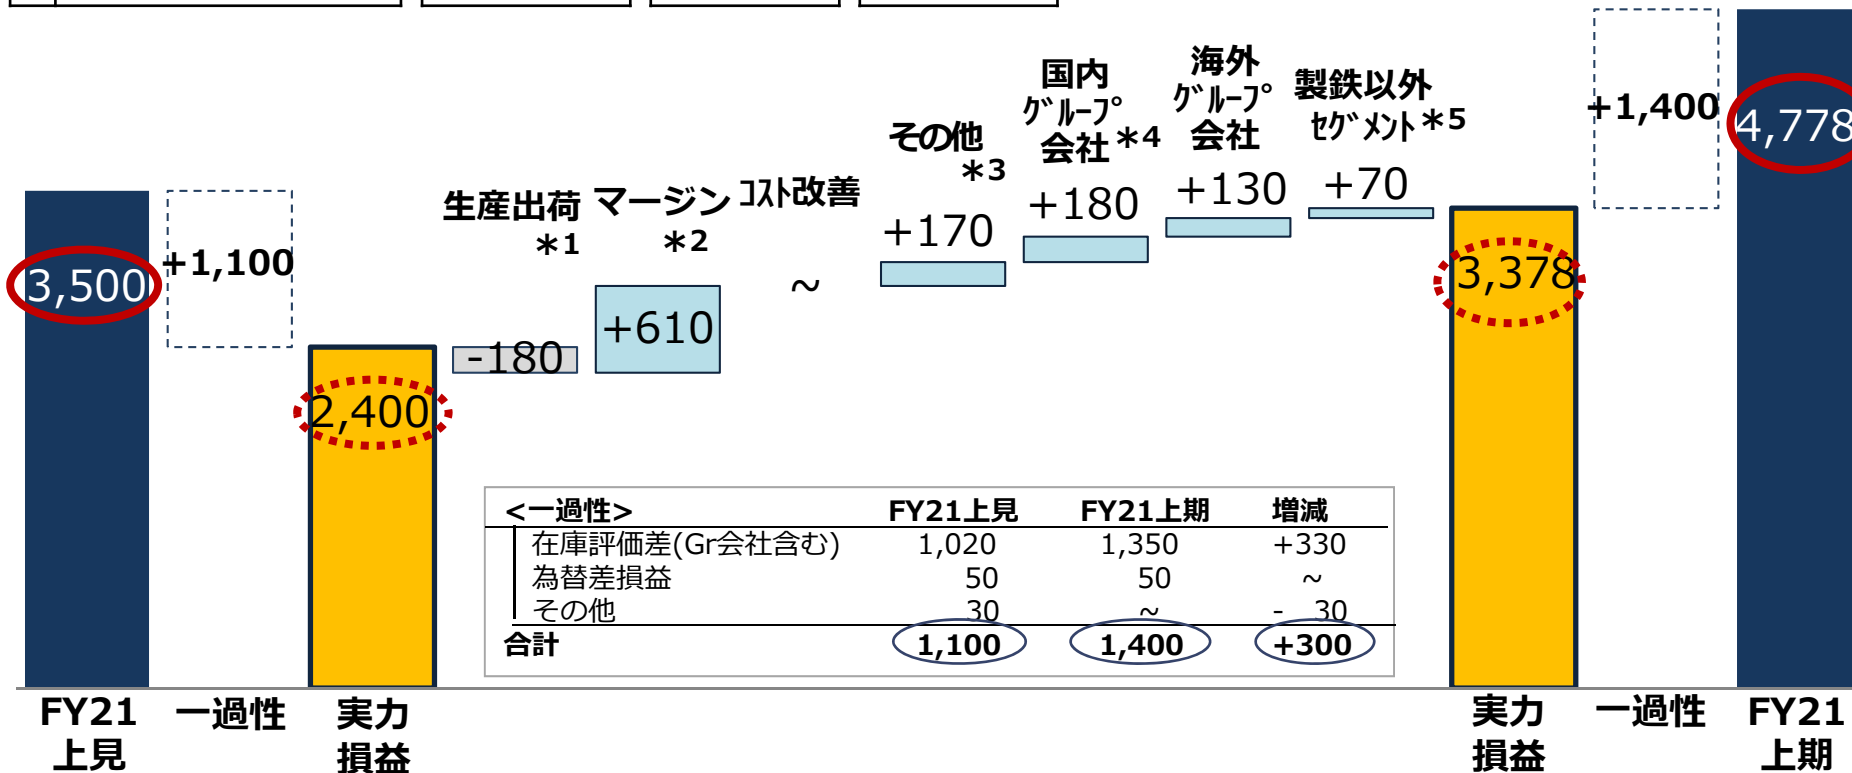 3,500
+1,100
2,400
生産出荷
*1
-180
マージン
*2
+610
コスト改善
~
その他
*3
+170
国内
グループ
会社*4
+180
海外
グループ
会社
+130
製鉄以外
セグメント*5
+70
3,378
+1,400
4,778
<一過性> FY21上見 FY21上期 増減
在庫評価差(Gr会社含む) 1,020 1,350 +330
為替差損益 50 50 ~
その他 30 ~ - 30
合計 1,100 1,400 +300
FY21
上見
一過性
実力
損益
実力
損益
一過性
FY21
上期